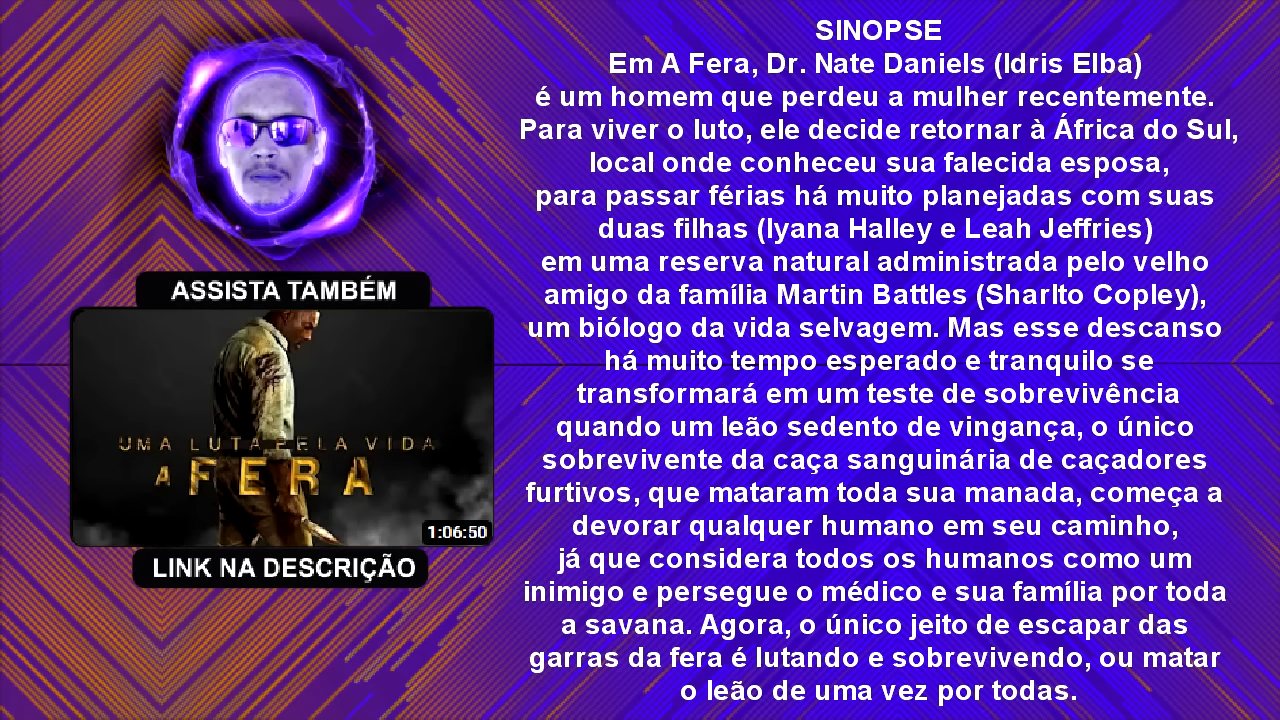 SINOPSE
Em A Fera, Dr. Nate Daniels (Idris Elba)
é um homem que perdeu a mulher recentemente.
Para viver o luto, ele decide retornar à África do Sul,
local onde conheceu sua falecida esposa,
para passar férias há muito planejadas com suas
duas filhas (Iyana Halley e Leah Jeffries)
em uma reserva natural administrada pelo velho
amigo da família Martin Battles (Sharlto Copley),
um biólogo da vida selvagem. Mas esse descanso
há muito tempo esperado e tranquilo se
transformará em um teste de sobrevivência
quando um leão sedento de vingança, o único
sobrevivente da caça sanguinária de caçadores
furtivos, que mataram toda sua manada, começa a
devorar qualquer humano em seu caminho,
já que considera todos os humanos como um
inimigo e persegue o médico e sua família por toda
a savana. Agora, o único jeito de escapar das
garras da fera é lutando e sobrevivendo, ou matar
o leão de uma vez por todas.
ASSISTA TAMBÉM
UMA LUTA PELA VIDA
A FERA
1:06:50
LINK NA DESCRIÇÃO